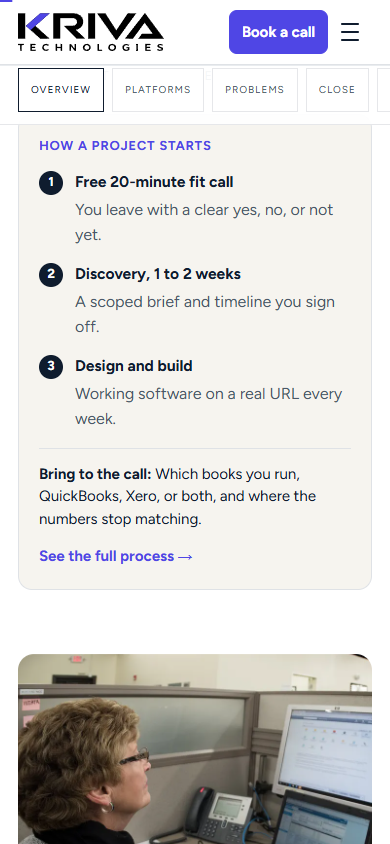 KRIVA
TECHNOLOGIES
Book a call
OVERVIEW
PLATFORMS
PROBLEMS
CLOSE
HOW A PROJECT STARTS
1 Free 20-minute fit call
You leave with a clear yes, no, or not
yet.
2 Discovery, 1 to 2 weeks
A scoped brief and timeline you sign
off.
3 Design and build
Working software on a real URL every
week.
Bring to the call: Which books you run,
QuickBooks, Xero, or both, and where the
numbers stop matching.
See the full process →